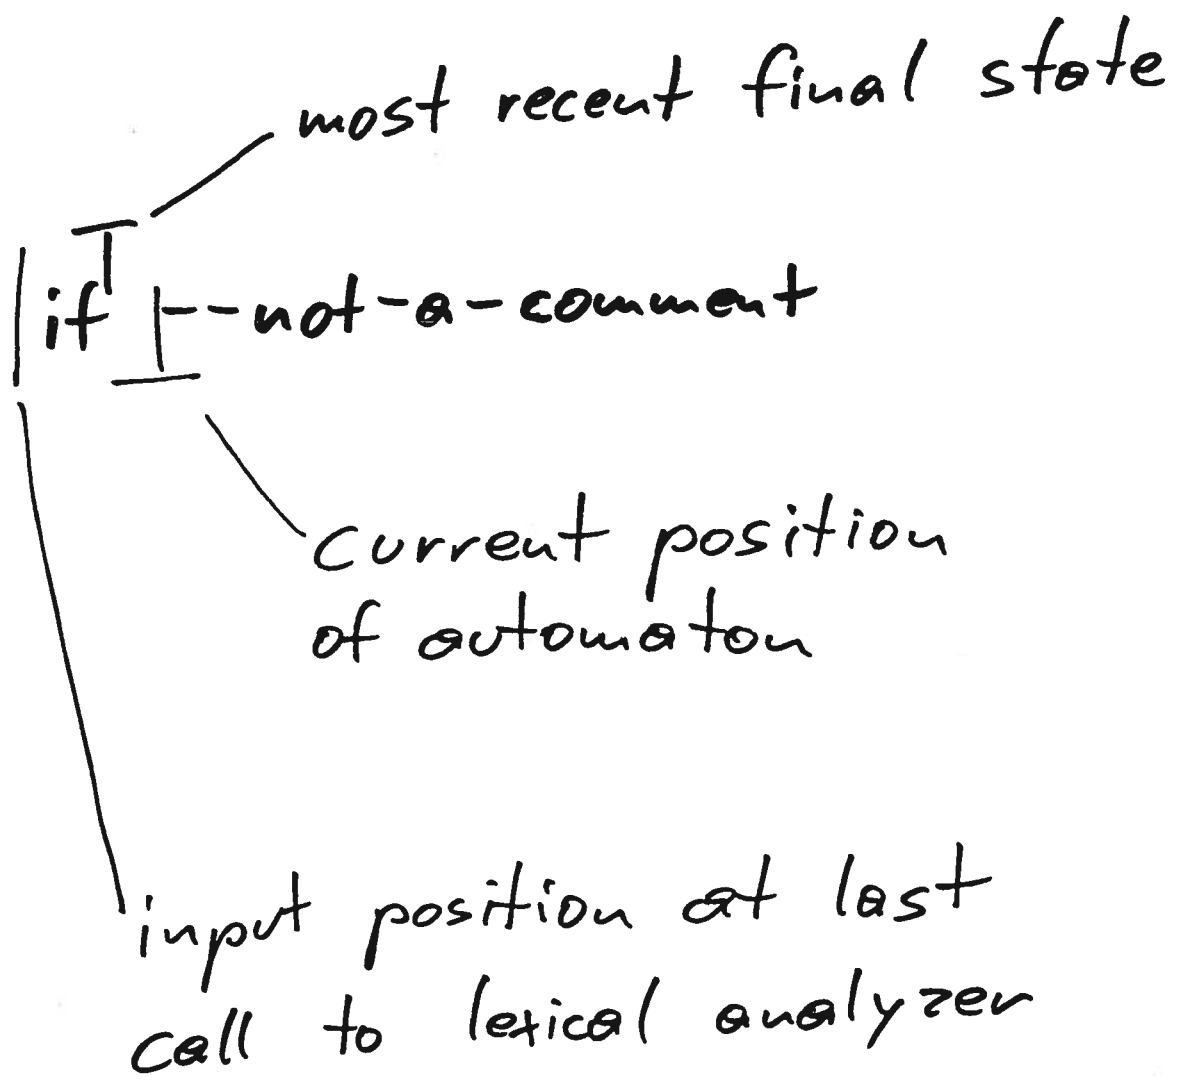 most recent final state
if --not-a-comment
current position
of automaton
input position at last
call to lexical analyzer